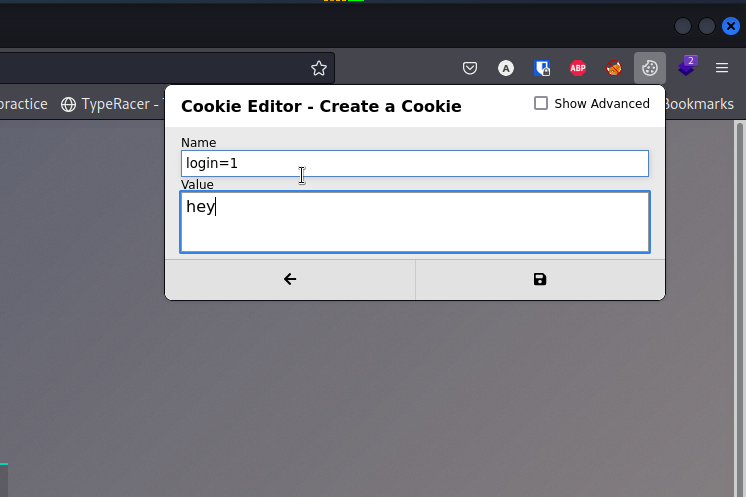 A
ABP
2
practice
TypeRacer -
Bookmarks
Cookie Editor - Create a Cookie
Show Advanced
Name
login=1
Value
hey